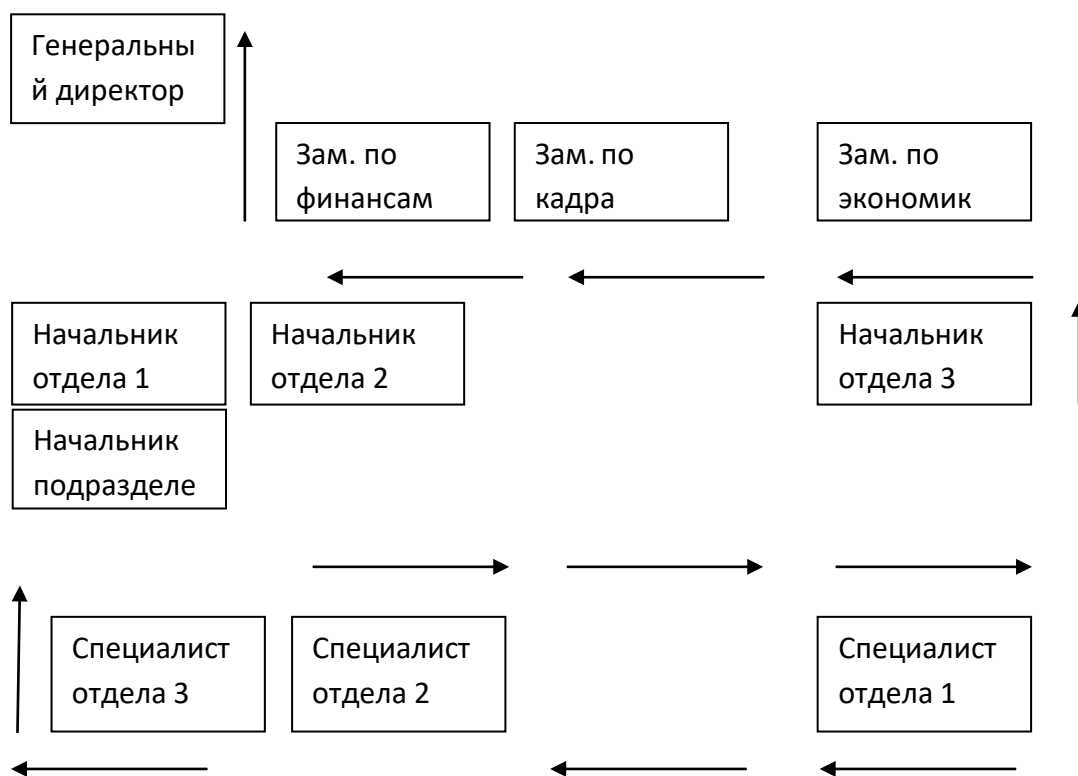 Генеральны
й директор
Зам. по
финансам
Зам. по
кадра
Зам. по
экономик
Начальник
отдела 1
Начальник
отдела 2
Начальник
отдела 3
Начальник
подразделе
Специалист
отдела 3
Специалист
отдела 2
Специалист
отдела 1